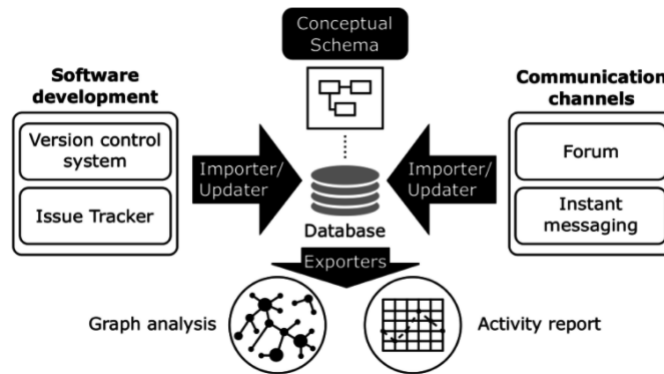 Conceptual
Schema
Software
development
Communication
channels
Version control
system
Issue Tracker
Importer/
Updater
Importer/
Updater
Forum
Instant
messaging
Database
Exporters
Graph analysis
Activity report